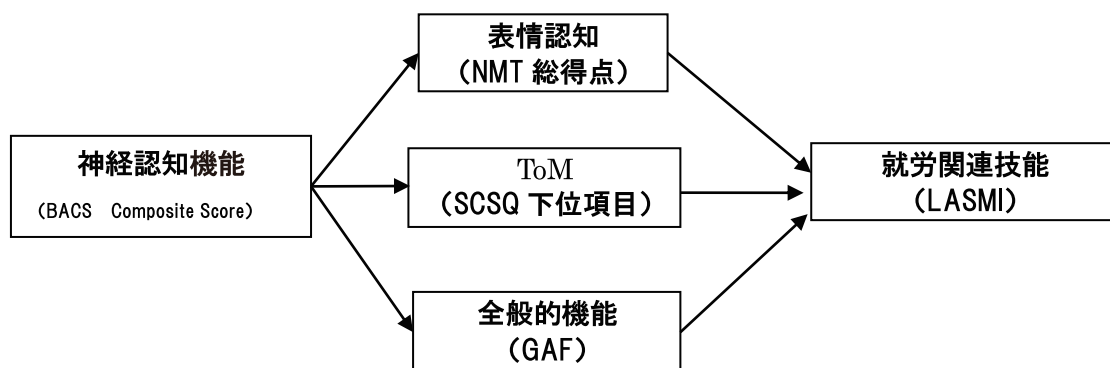 表情認知
（NMT 総得点）
神経認知機能
（BACS　Composite Score）
ToM
（SCSQ 下位項目）
就労関連技能
（LASMI）
全般的機能
（GAF）